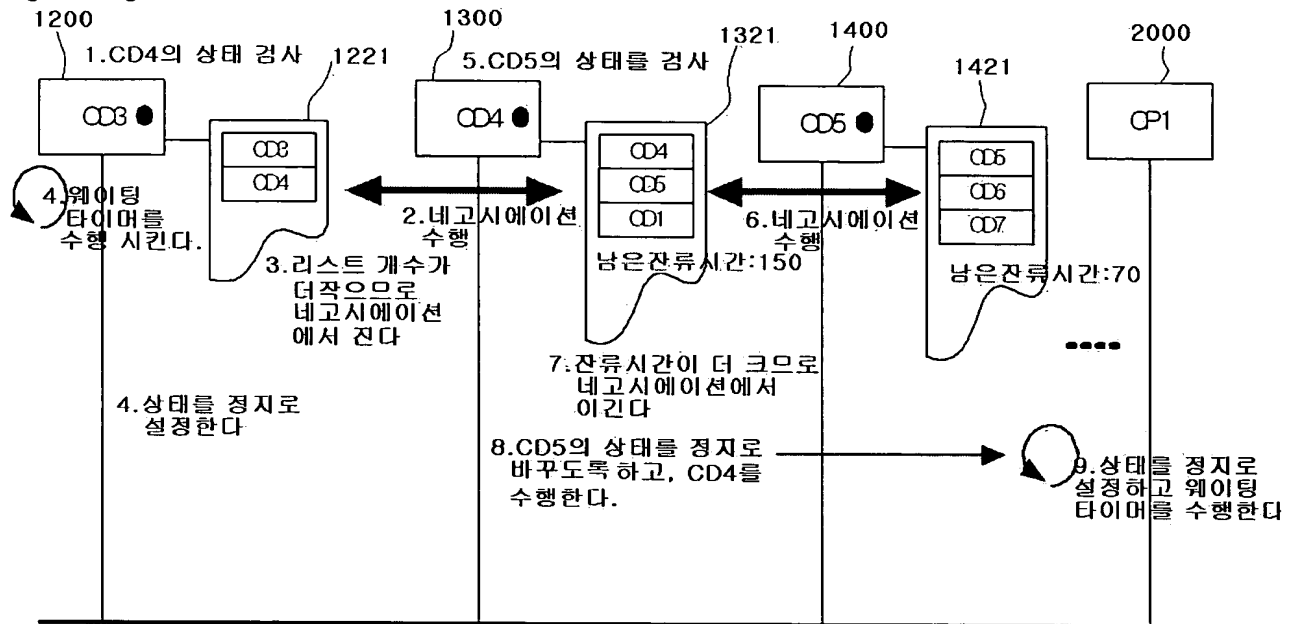 1200
1.CD4의 상태 검사
1221
1300
5.CD5의 상태를 검사
1321
1400
1421
2000
CD3
CD3
CD4
CD4
CD4
CD5
CD1
남은잔류시간:150
CD5
CD5
CD6
CD7
남은잔류시간:70
CP1
4.웨이팅
타이머를
수행 시킨다.
2.네고시에이션
수행
3.리스트 개수가
더작으므로
네고시에이션
에서 진다
6.네고시에이션
수행
7.잔류시간이 더 크므로
네고시에이션에서
이긴다
4.상태를 정지로
설정한다
8.CD5의 상태를 정지로
바꾸도록하고, CD4를
수행한다.
9.상태를 정지로
설정하고 웨이팅
타이머를 수행한다